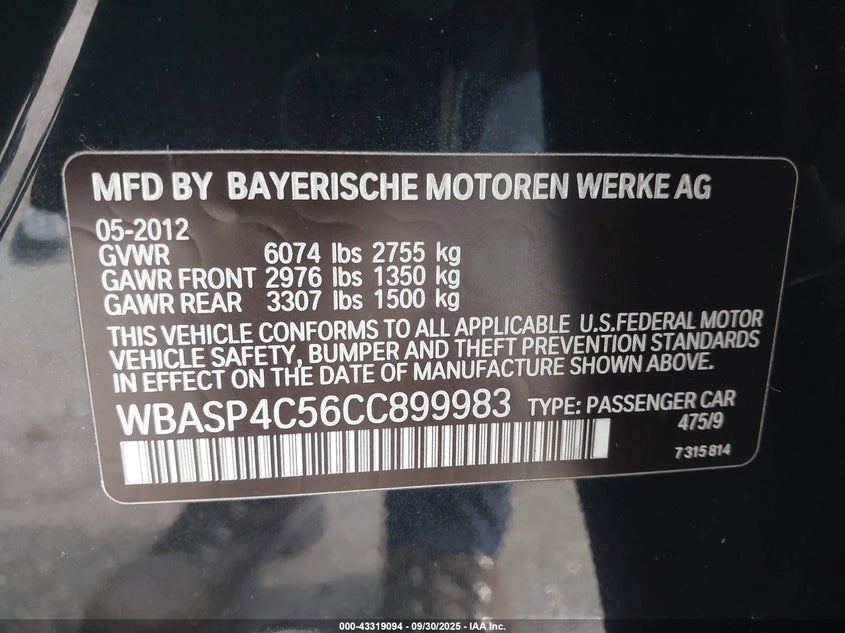 MFD BY BAYERISCHE MOTOREN WERKE AG
05-2012
GVWR 6074 lbs 2755 kg
GAWR FRONT 2976 lbs 1350 kg
GAWR REAR 3307 lbs 1500 kg
THIS VEHICLE CONFORMS TO ALL APPLICABLE U.S.FEDERAL MOTOR
VEHICLE SAFETY, BUMPER AND THEFT PREVENTION STANDARDS
IN EFFECT ON THE DATE OF MANUFACTURE SHOWN ABOVE.
WBASP4C56CC899983 TYPE: PASSENGER CAR
475/9
7 315 814
000-43319094 - 09/30/2025 - IAA Inc.